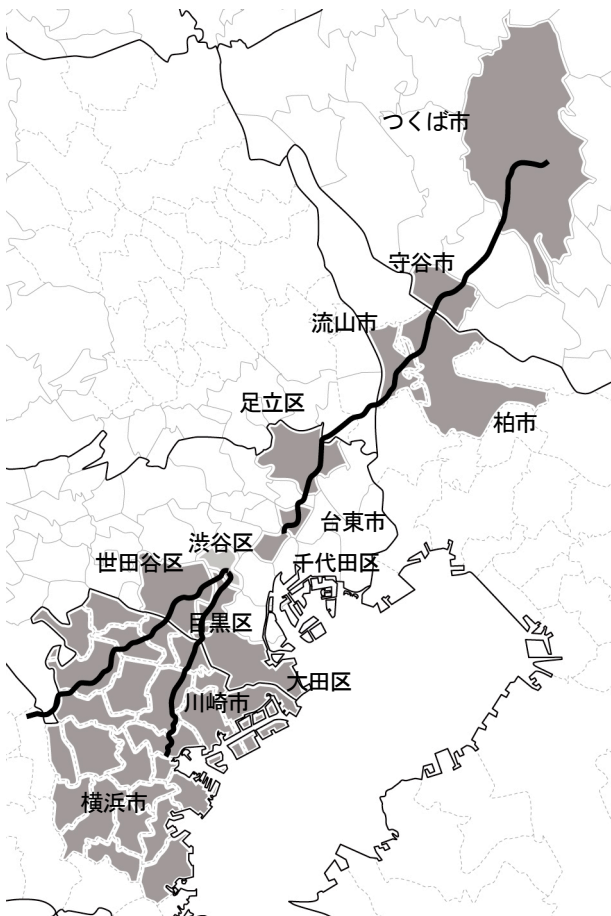 つくば市
守谷市
流山市
足立区
柏市
台東市
渋谷区
世田谷区
千代田区
目黒区
大田区
川崎市
横浜市